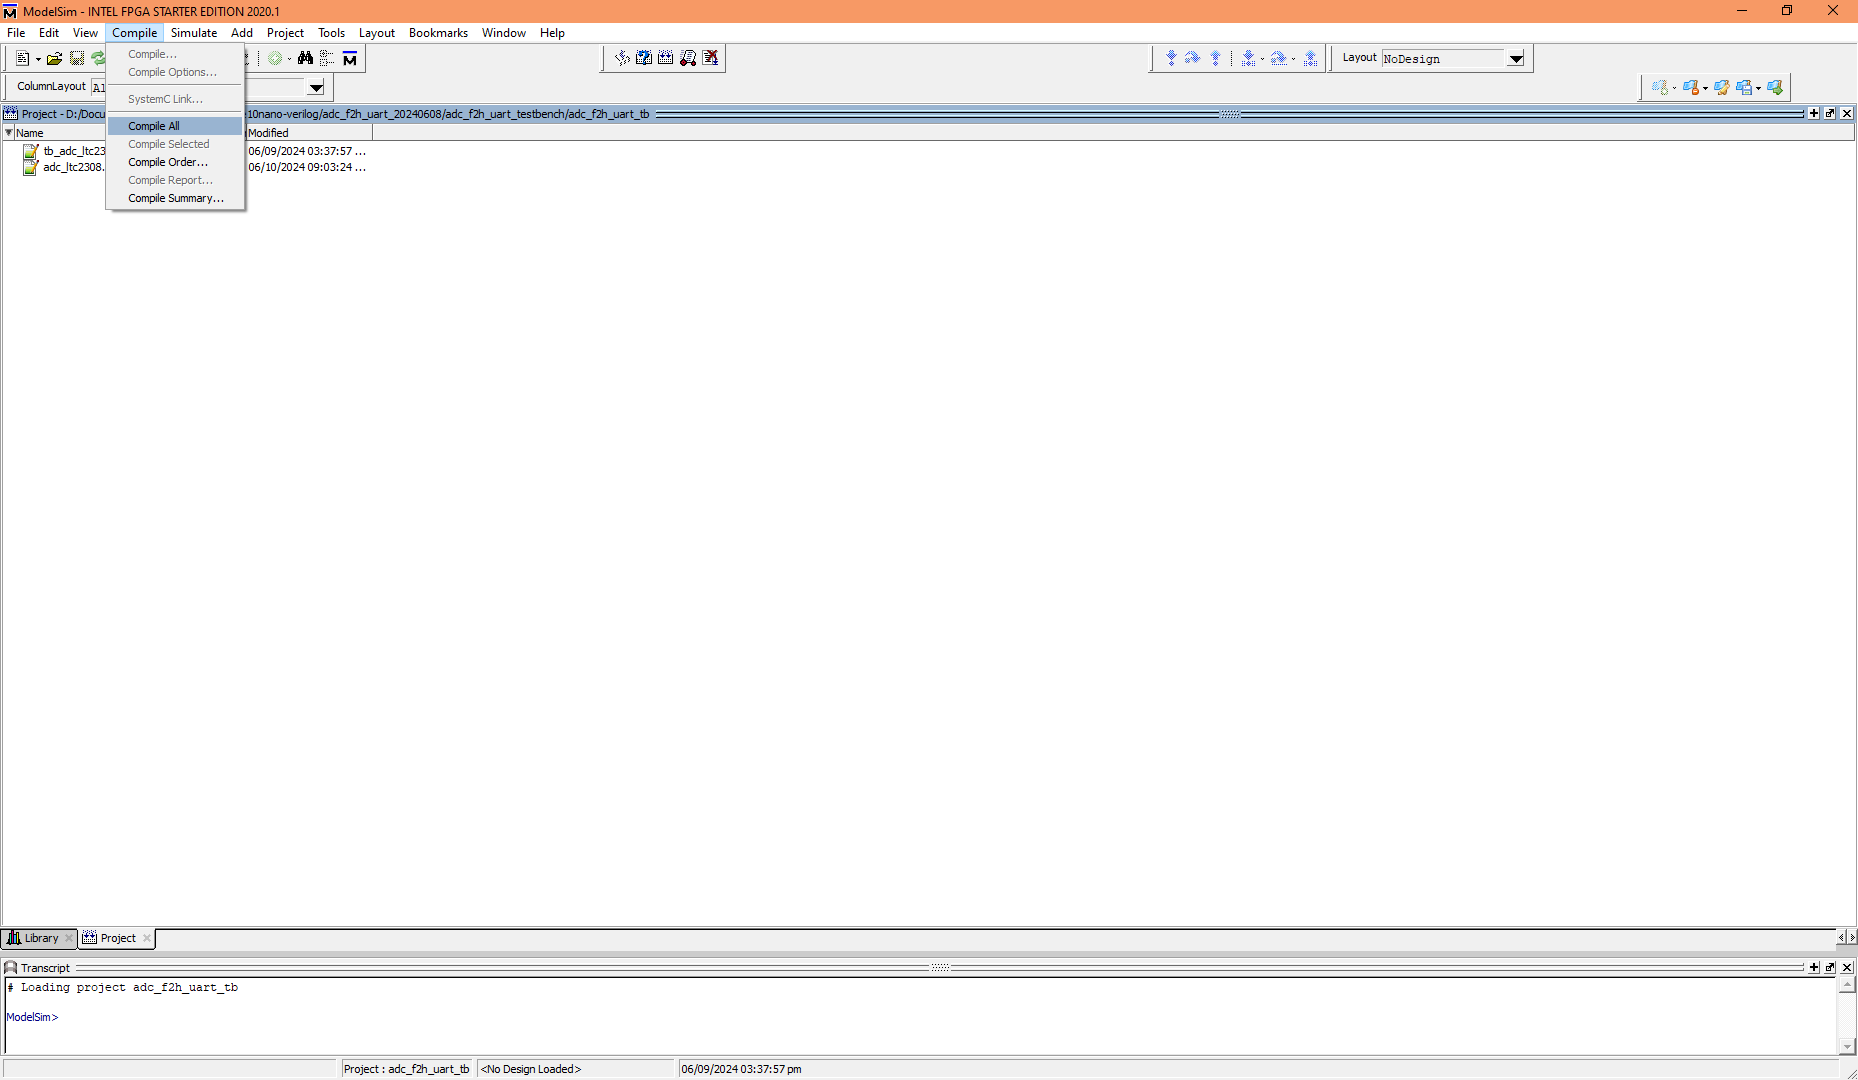 ModelSim - INTEL FPGA STARTER EDITION 2020.1
File Edit View Compile Simulate Add Project Tools Layout Bookmarks Window Help
Layout NoDesign
ColumnLayout Al
Compile...
Compile Options...
SystemC Link...
Compile All
Compile Selected
Compile Order...
Compile Report...
Compile Summary...
Project - D:/Docu e10nano-verilog/adc_f2h_uart_20240608/adc_f2h_uart_testbench/adc_f2h_uart_tb
Name Modified
tb_adc_ltc23 06/09/2024 03:37:57 ...
adc_ltc2308. 06/10/2024 09:03:24 ...
Library Project
Transcript
# Loading project adc_f2h_uart_tb
ModelSim>
Project : adc_f2h_uart_tb <No Design Loaded> 06/09/2024 03:37:57 pm